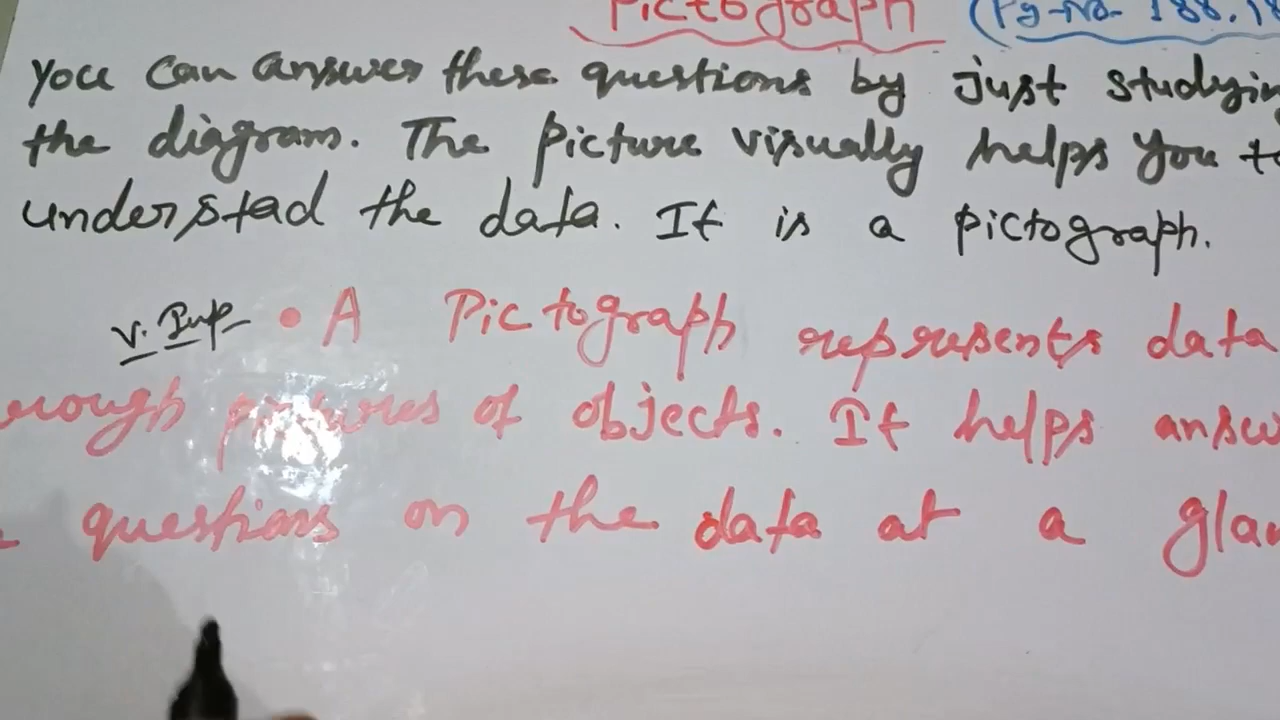 Pictograph (Pg-No- 188.18
you can answer these questions by just studyin
the diagram. The picture visually helps you to
understad the data. It is a pictograph.
v. Imp • A Pictograph represents data
rough pictures of objects. It helps answ
questions on the data at a glan